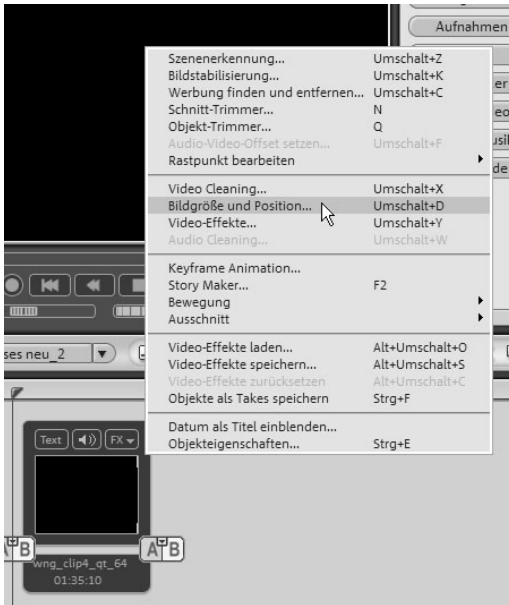 Aufnahmen
Szenenerkennung... Umschalt+Z
Bildstabilisierung... Umschalt+K
Werbung finden und entfernen... Umschalt+C
Schnitt-Trimmer... N
Objekt-Trimmer... Q
Audio-Video-Offset setzen... Umschalt+F
Rastpunkt bearbeiten
Video Cleaning... Umschalt+X
Bildgröße und Position... Umschalt+D
Video-Effekte... Umschalt+Y
Audio Cleaning... Umschalt+W
Keyframe Animation...
Story Maker... F2
Bewegung
Ausschnitt
ses neu_2
Video-Effekte laden... Alt+Umschalt+O
Video-Effekte speichern... Alt+Umschalt+S
Video-Effekte zurücksetzen Alt+Umschalt+C
Objekte als Takes speichern Strg+F
Datum als Titel einblenden...
Objekteigenschaften... Strg+E
Text FX
B A B
wng_clip4_qt_64
01:35:10